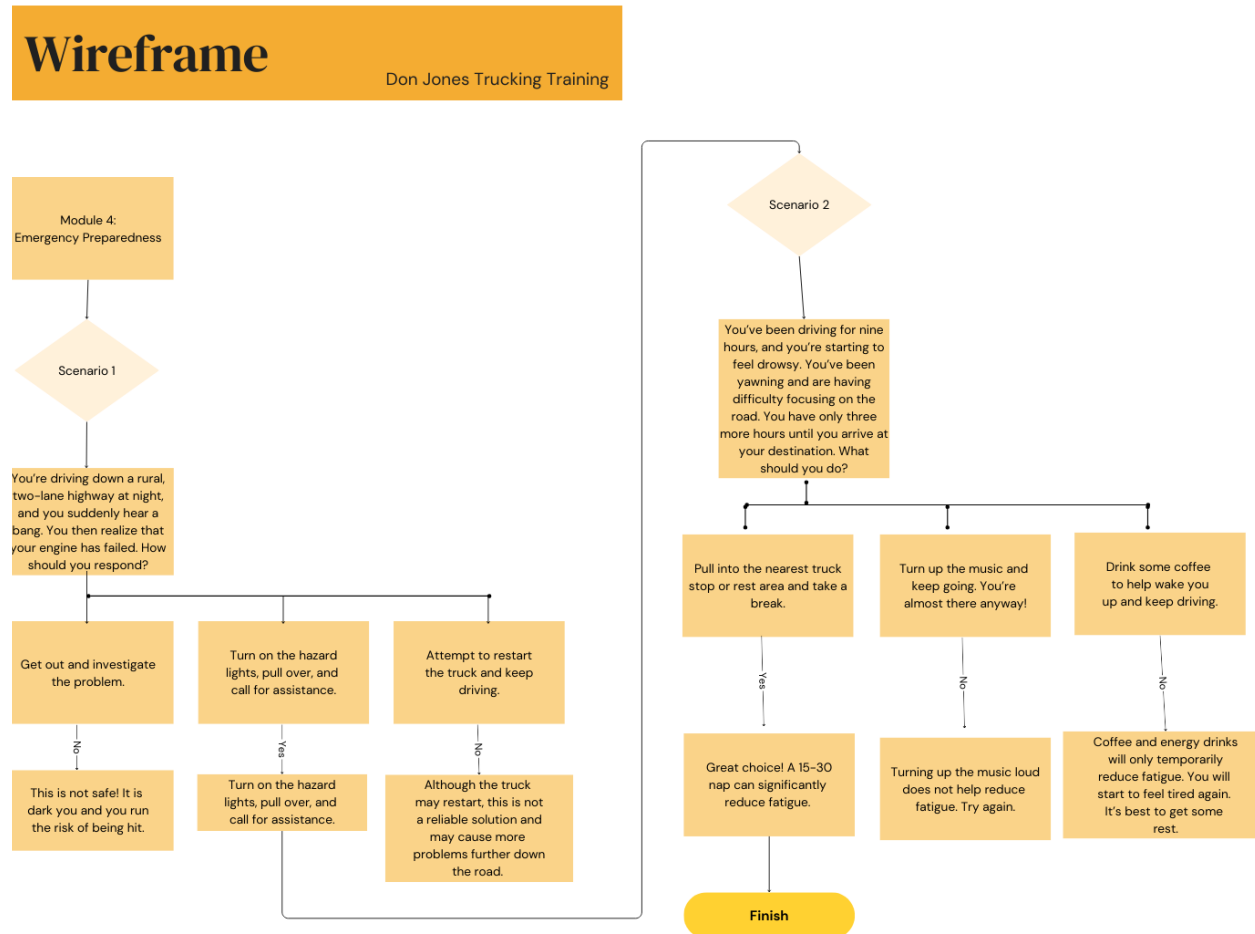 Wireframe
Don Jones Trucking Training
Module 4:
Emergency Preparedness
Scenario 1
You're driving down a rural,
two-lane highway at night,
and you suddenly hear a
bang. You then realize that
your engine has failed. How
should you respond?
Get out and investigate
the problem.
Turn on the hazard
lights, pull over, and
call for assistance.
Attempt to restart
the truck and keep
driving.
No
Yes
No
This is not safe! It is
dark you and you run
the risk of being hit.
Turn on the hazard
lights, pull over, and
call for assistance.
Although the truck
may restart, this is not
a reliable solution and
may cause more
problems further down
the road.
Scenario 2
You've been driving for nine
hours, and you're starting to
feel drowsy. You've been
yawning and are having
difficulty focusing on the
road. You have only three
more hours until you arrive at
your destination. What
should you do?
Pull into the nearest truck
stop or rest area and take a
break.
Turn up the music and
keep going. You're
almost there anyway!
Drink some coffee
to help wake you
up and keep driving.
Yes
No
No
Great choice! A 15-30
nap can significantly
reduce fatigue.
Turning up the music loud
does not help reduce
fatigue. Try again.
Coffee and energy drinks
will only temporarily
reduce fatigue. You will
start to feel tired again.
It's best to get some
rest.
Finish